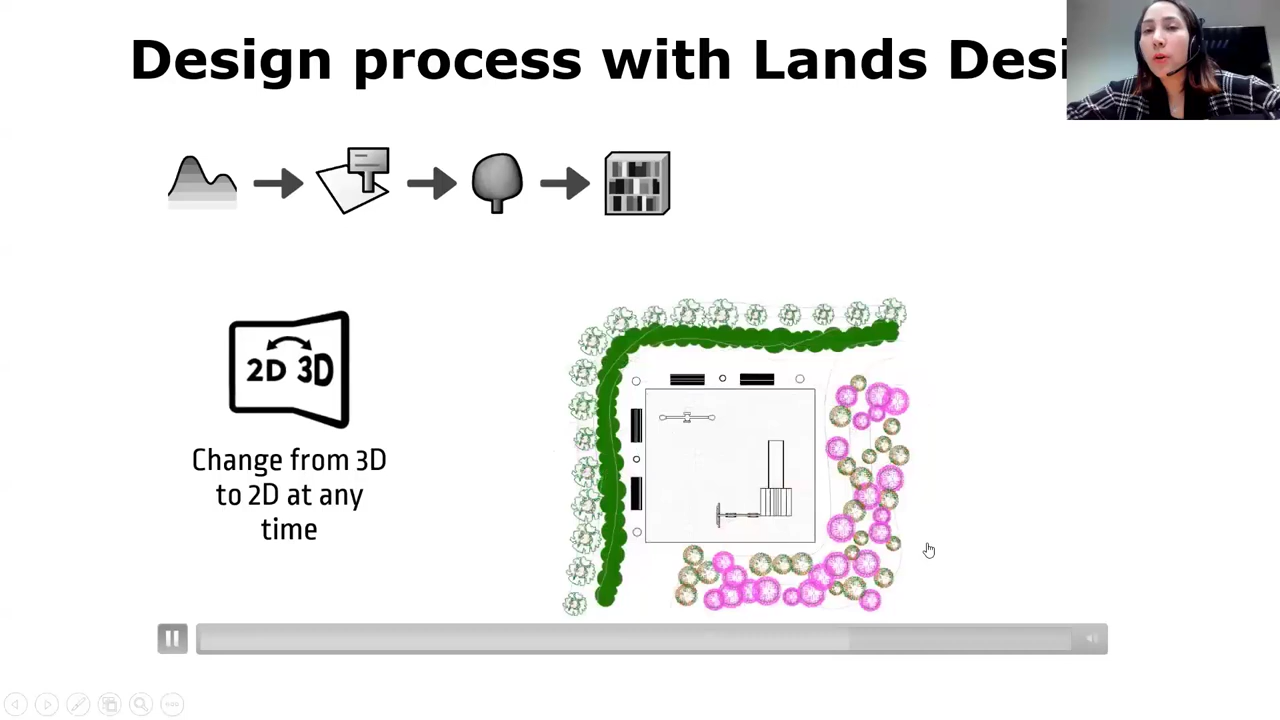 Design process with Lands Desi
2D 3D
Change from 3D
to 2D at any
time